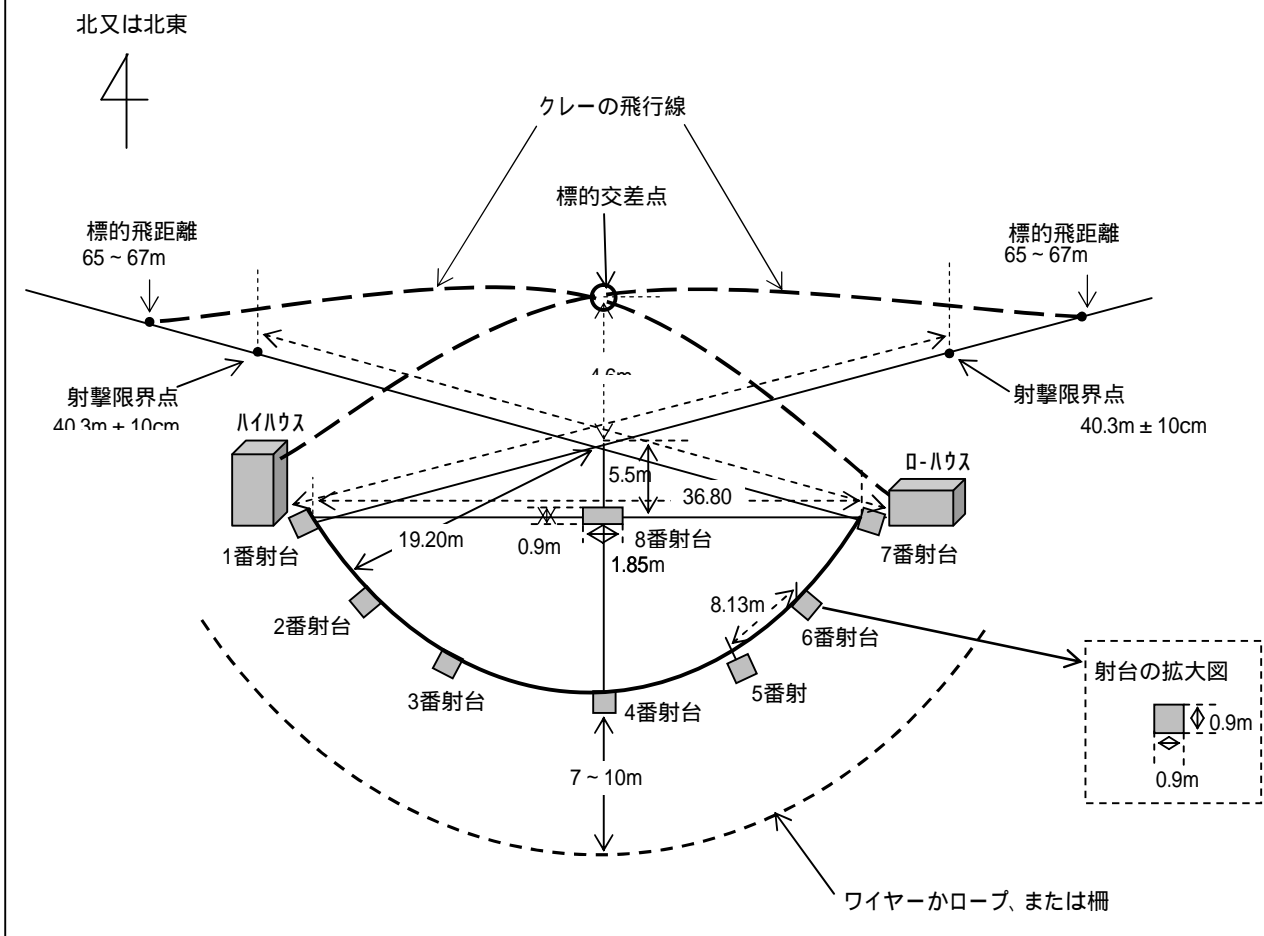 北又は北東
クレーの飛行線
標的交差点
標的飛距離
65 ~ 67m
標的飛距離
65 ~ 67m
射撃限界点
40.3m ± 10cm
射撃限界点
40.3m ± 10cm
ﾊｲﾊｳｽ
ﾛ-ﾊｳｽ
5.5m
36.80
19.20m
0.9m
8番射台
1.85m
1番射台
7番射台
8.13m
2番射台
6番射台
3番射台
5番射
4番射台
射台の拡大図
0.9m
0.9m
7 ~ 10m
ワイヤーかロープ、または柵